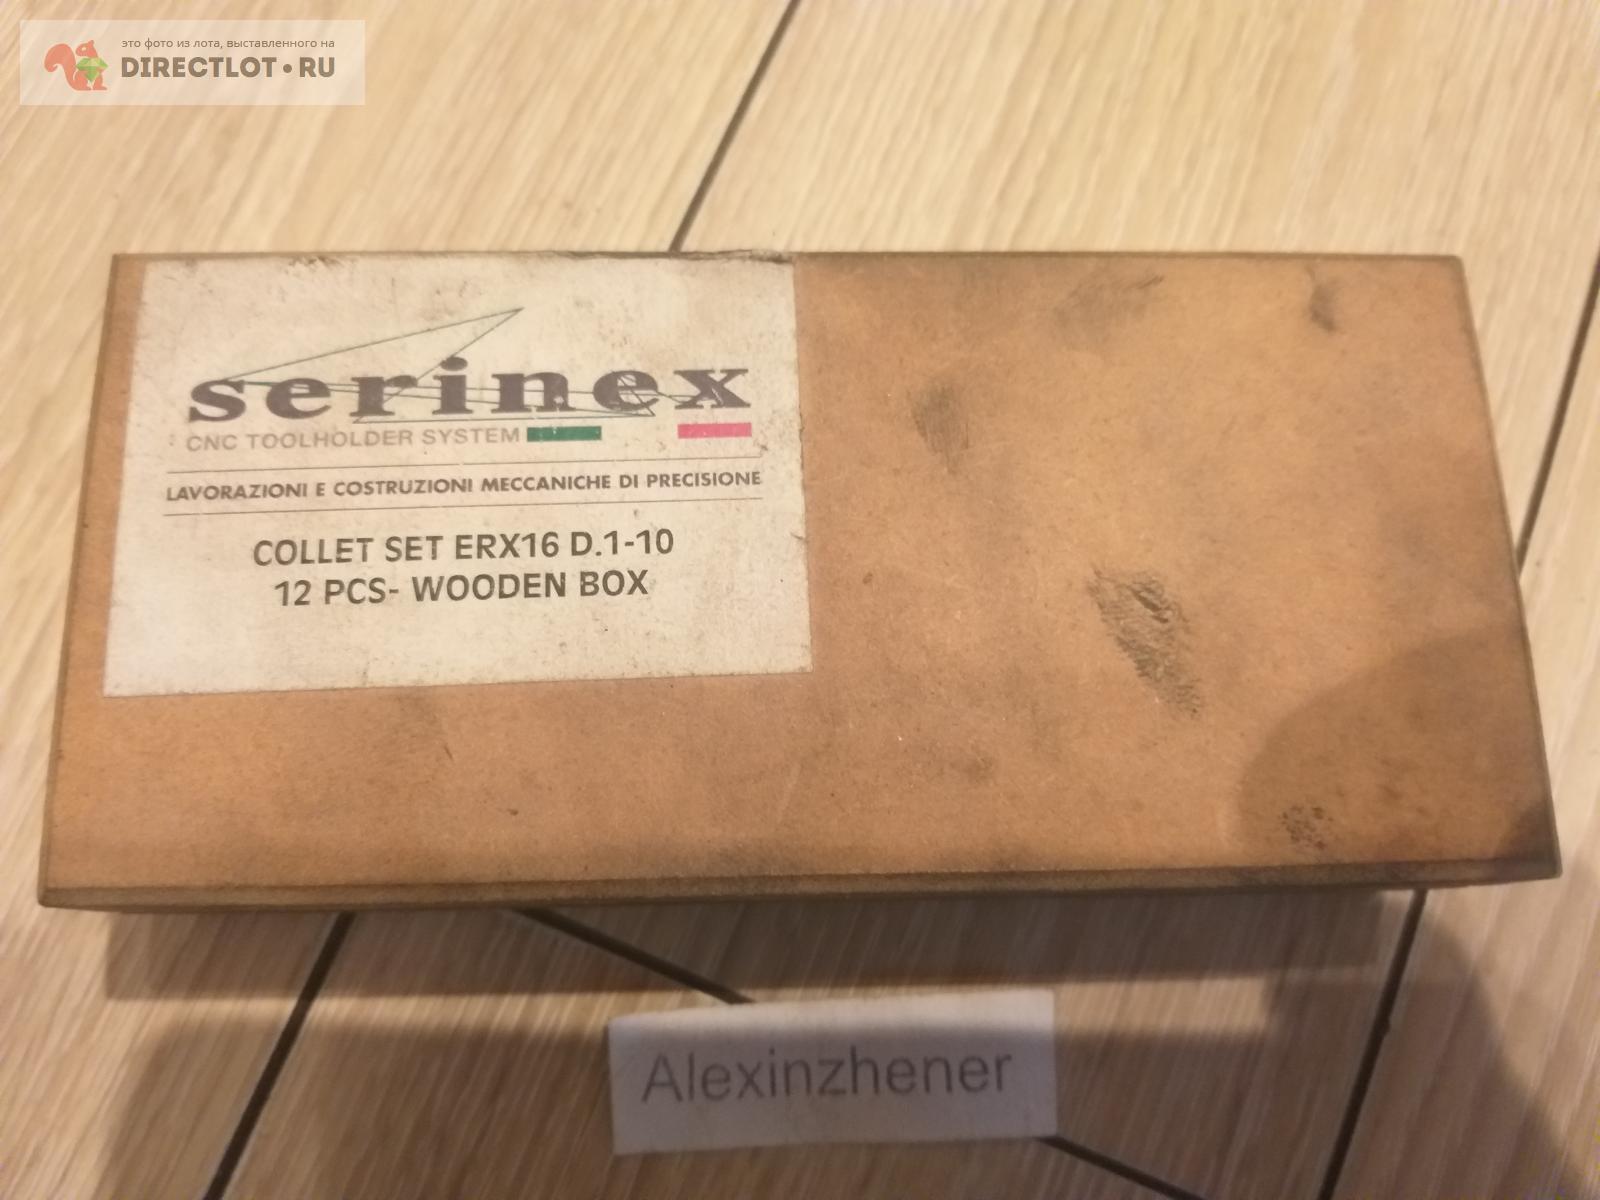 это фото из лота, выставленного на
DIRECTLOT•RU
serinex
CNC TOOLHOLDER SYSTEM
LAVORAZIONI E COSTRUZIONI MECCANICHE DI PRECISIONE
COLLET SET ERX16 D.1-10
12 PCS- WOODEN BOX
Alexinzhener